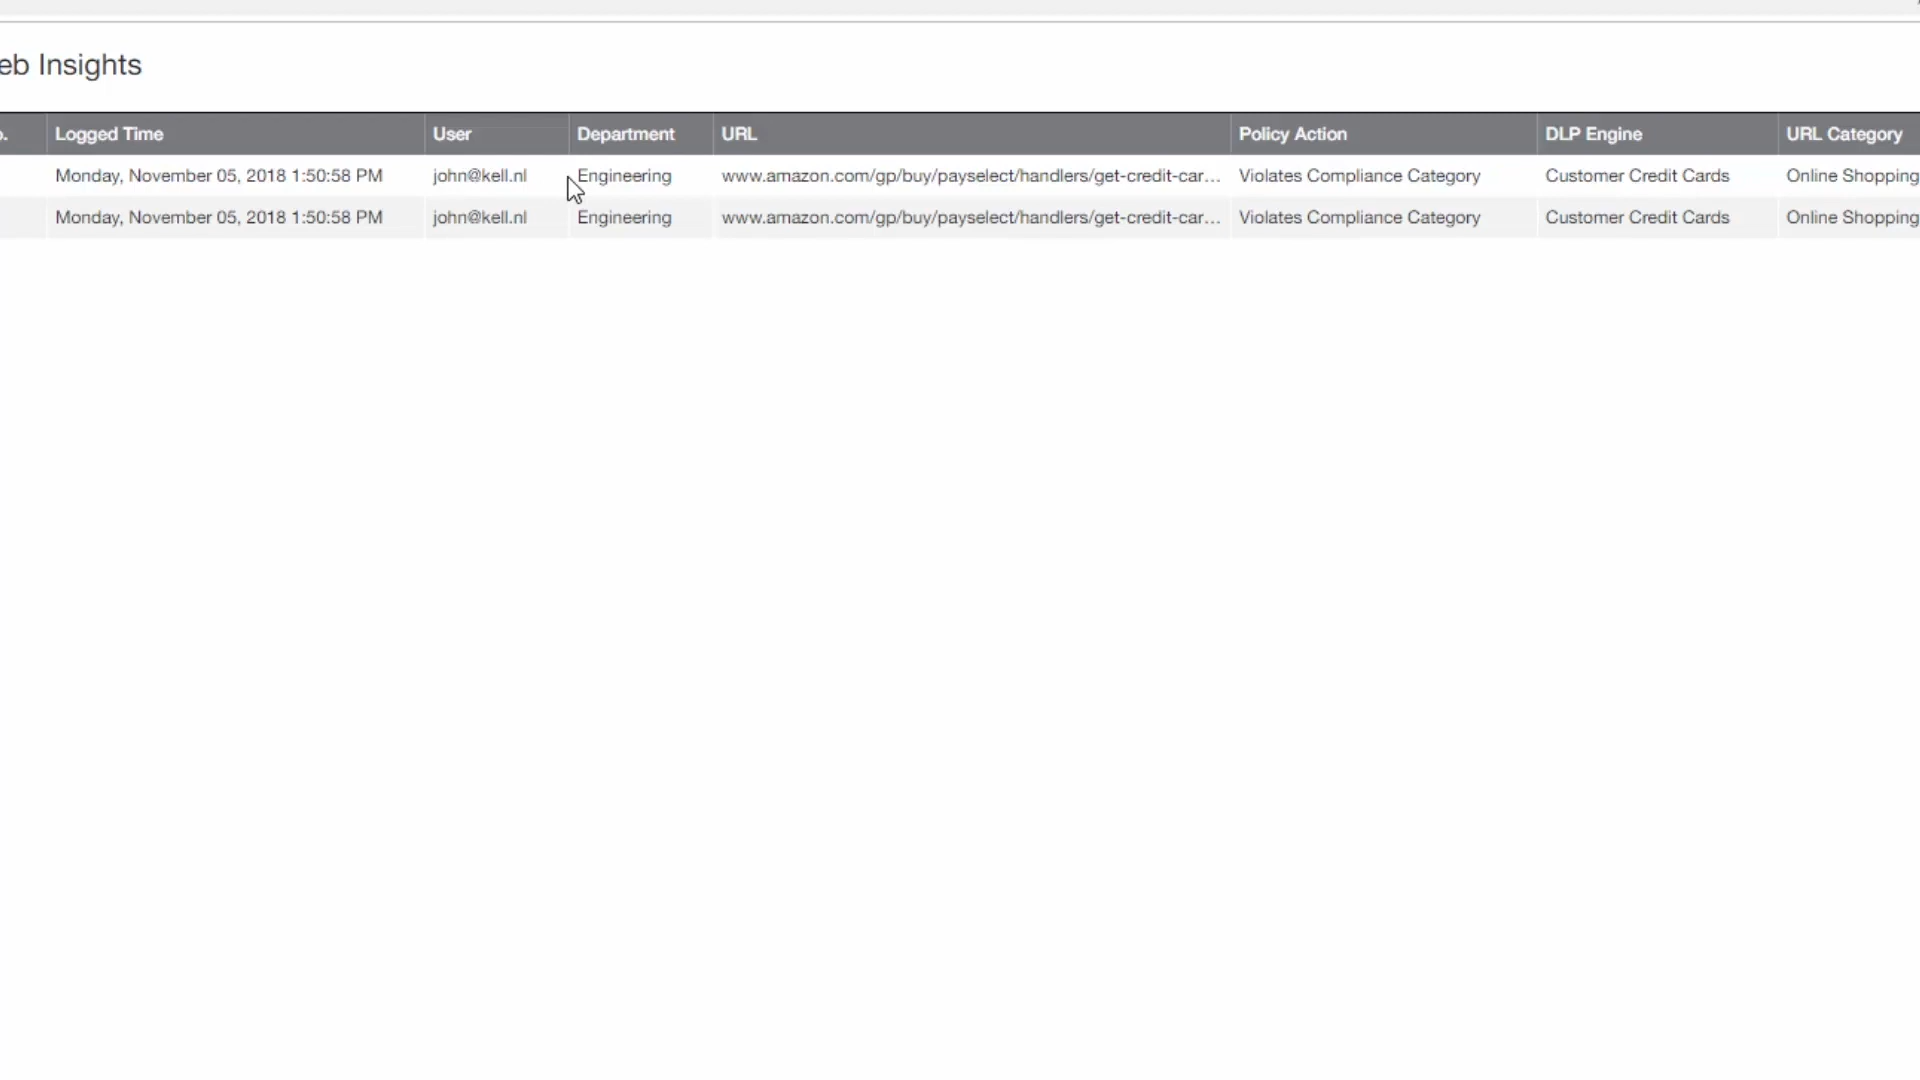 eb Insights
o. Logged Time User Department URL Policy Action DLP Engine URL Category
Monday, November 05, 2018 1:50:58 PM john@kell.nl Engineering www.amazon.com/gp/buy/payselect/handlers/get-credit-car... Violates Compliance Category Customer Credit Cards Online Shopping
Monday, November 05, 2018 1:50:58 PM john@kell.nl Engineering www.amazon.com/gp/buy/payselect/handlers/get-credit-car... Violates Compliance Category Customer Credit Cards Online Shopping